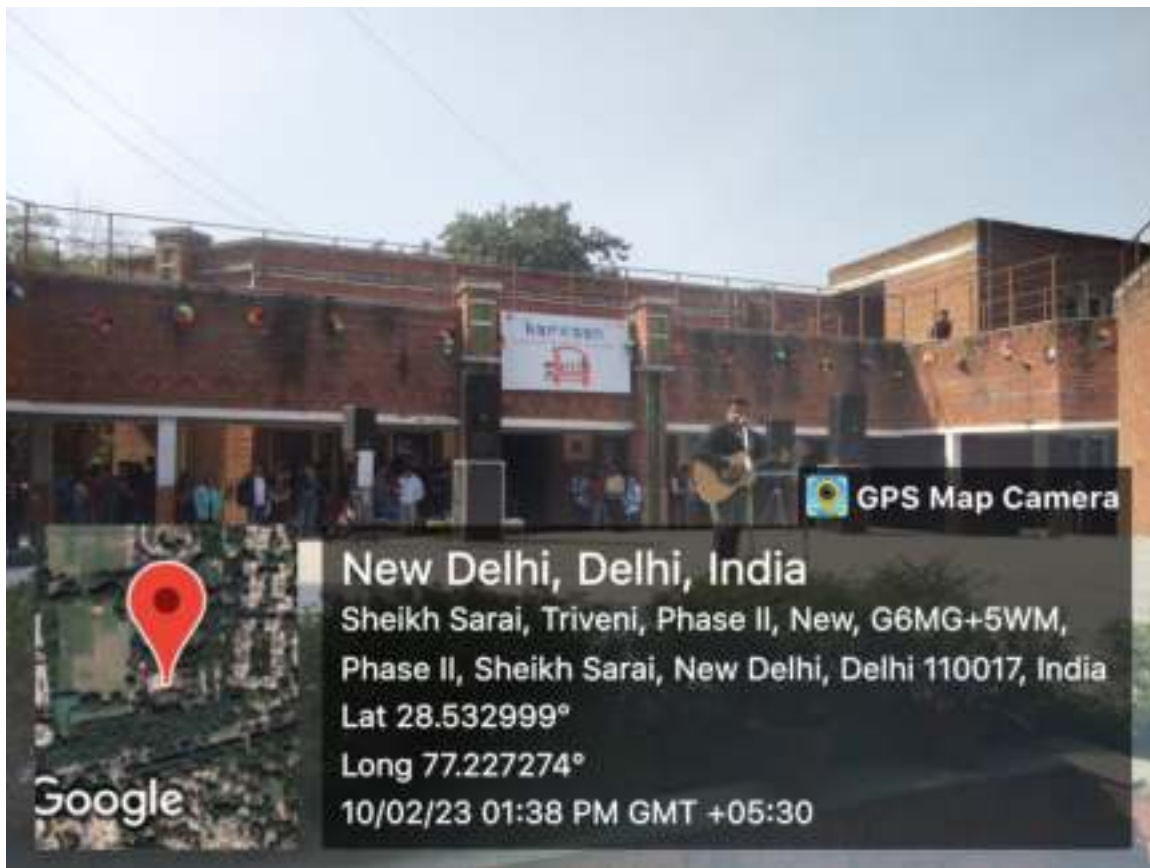 karvaan
GPS Map Camera
New Delhi, Delhi, India
Sheikh Sarai, Triveni, Phase II, New, G6MG+5WM,
Phase II, Sheikh Sarai, New Delhi, Delhi 110017, India
Lat 28.532999°
Long 77.227274°
10/02/23 01:38 PM GMT +05:30
Google